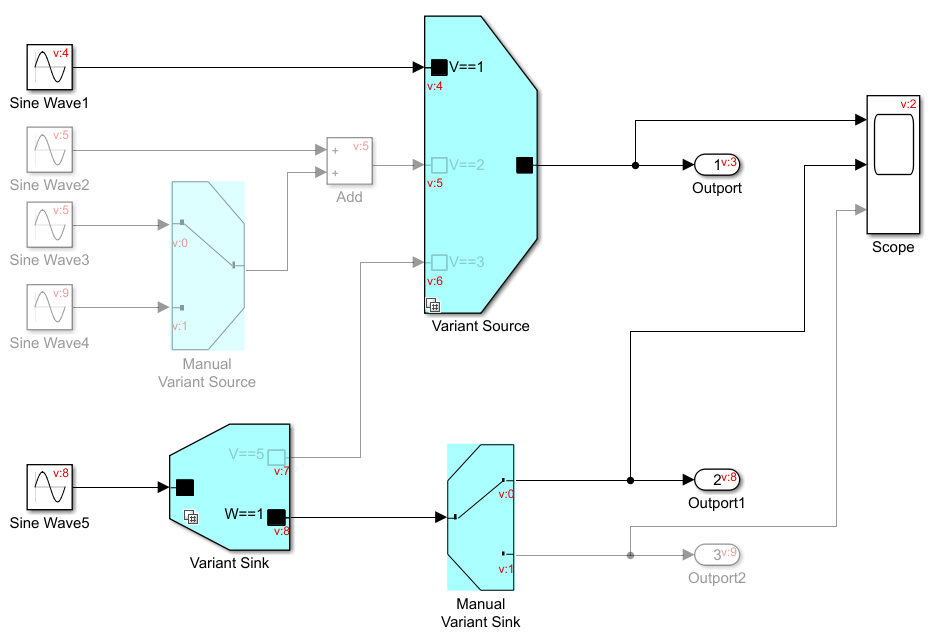 v:4
Sine Wave1
v:5
Sine Wave2
v:5
Sine Wave3
v:9
Sine Wave4
v:0
v:1
Manual
Variant Source
+
+
v:5
Add
V==1
v:4
V==2
v:5
V==3
v:6
Variant Source
1 v:3
Outport
v:2
Scope
v:8
Sine Wave5
V==5
v:7
W==1
v:8
Variant Sink
v:0
v:1
Manual
Variant Sink
2 v:8
Outport1
3 v:9
Outport2